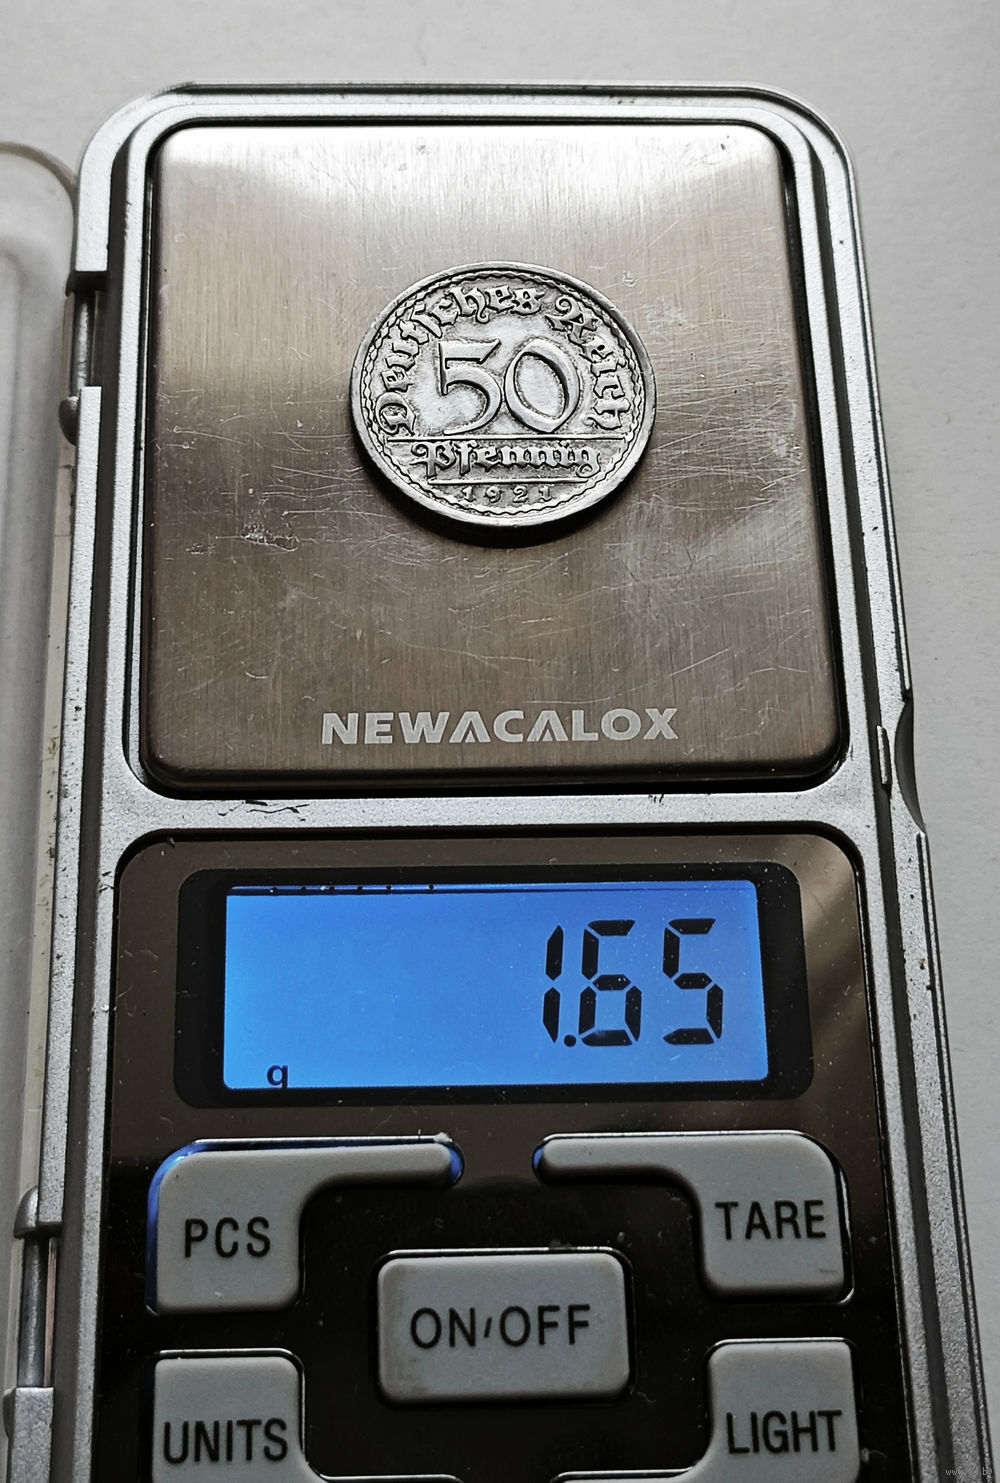 Deutsches Reich
50
Pfennig
1921
NEWACALOX
1.65
g
PCS
TARE
ON/OFF
UNITS
LIGHT